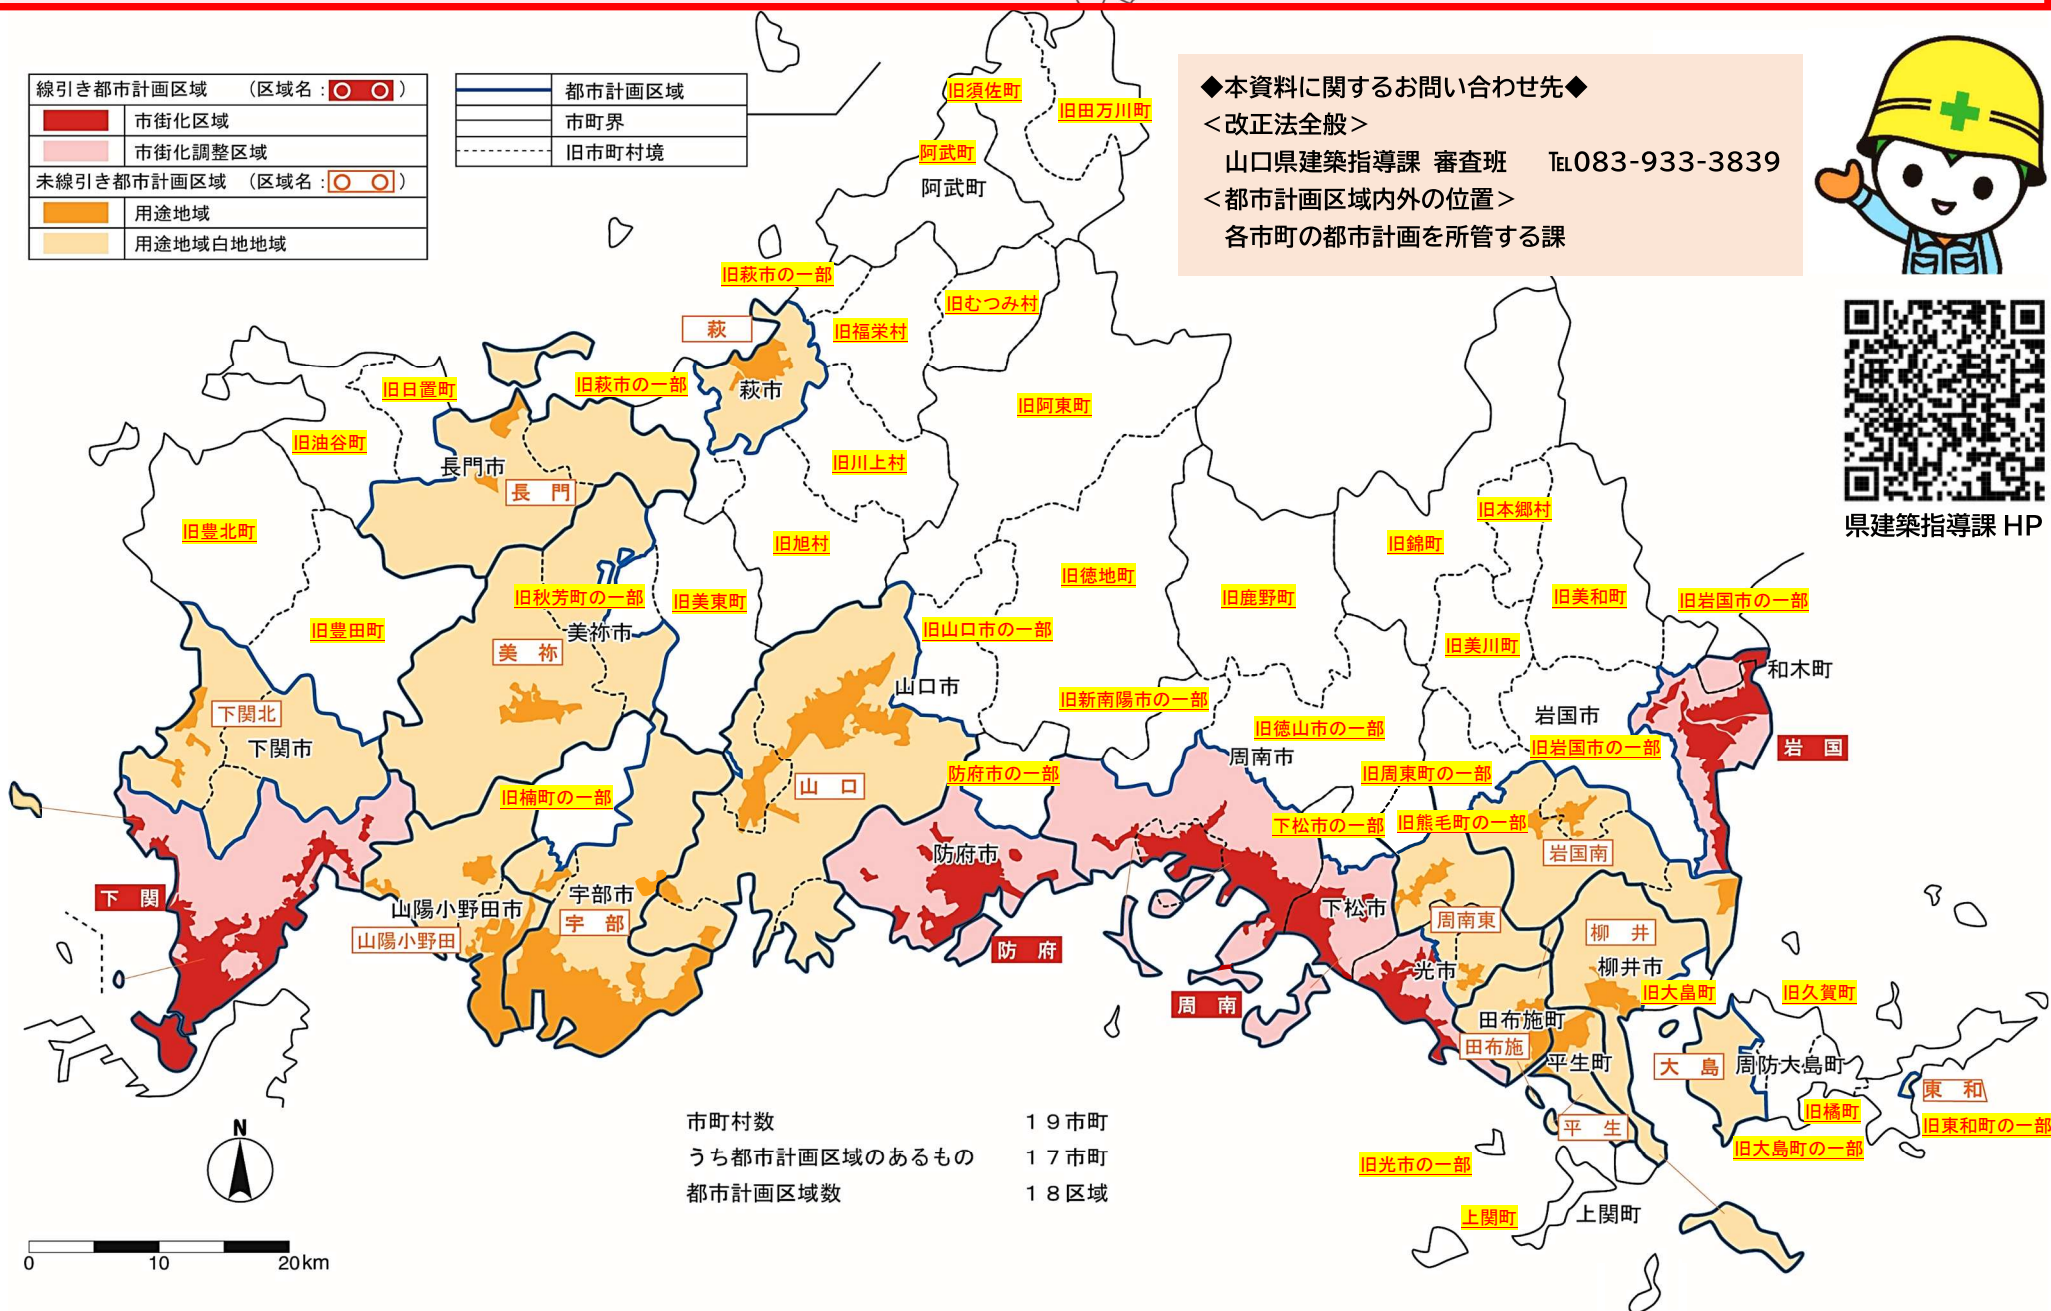 線引き都市計画区域 （区域名：○ ○）
市街化区域
市街化調整区域
未線引き都市計画区域 （区域名：○ ○）
用途地域
用途地域白地地域
都市計画区域
市町界
旧市町村境
◆本資料に関するお問い合わせ先◆
＜改正法全般＞
山口県建築指導課 審査班 ℡083-933-3839
＜都市計画区域内外の位置＞
各市町の都市計画を所管する課
県建築指導課 HP
旧須佐町
旧田万川町
阿武町
阿武町
旧萩市の一部
旧むつみ村
萩
旧福栄村
旧日置町
旧萩市の一部
萩市
旧阿東町
旧油谷町
長門市
旧川上村
長 門
旧豊北町
旧旭村
旧本郷村
旧錦町
旧徳地町
旧秋芳町の一部
旧美東町
旧鹿野町
旧美和町
旧岩国市の一部
旧豊田町
美祢市
旧山口市の一部
美 祢
旧美川町
和木町
山口市
旧新南陽市の一部
下関北
岩国市
下関市
旧徳山市の一部
旧岩国市の一部
岩 国
周南市
防府市の一部
旧周東町の一部
山 口
旧楠町の一部
下松市の一部
旧熊毛町の一部
防府市
岩国南
下 関
宇部市
山陽小野田市
下松市
周南東
宇 部
柳 井
山陽小野田
防 府
光市
柳井市
周 南
旧大畠町
旧久賀町
田布施町
田布施
平生町
大 島
周防大島町
東 和
旧橘町
平 生
旧東和町の一部
旧大島町の一部
旧光市の一部
上関町
上関町
市町村数 19市町
うち都市計画区域のあるもの 17市町
都市計画区域数 18区域
N
0 10 20km